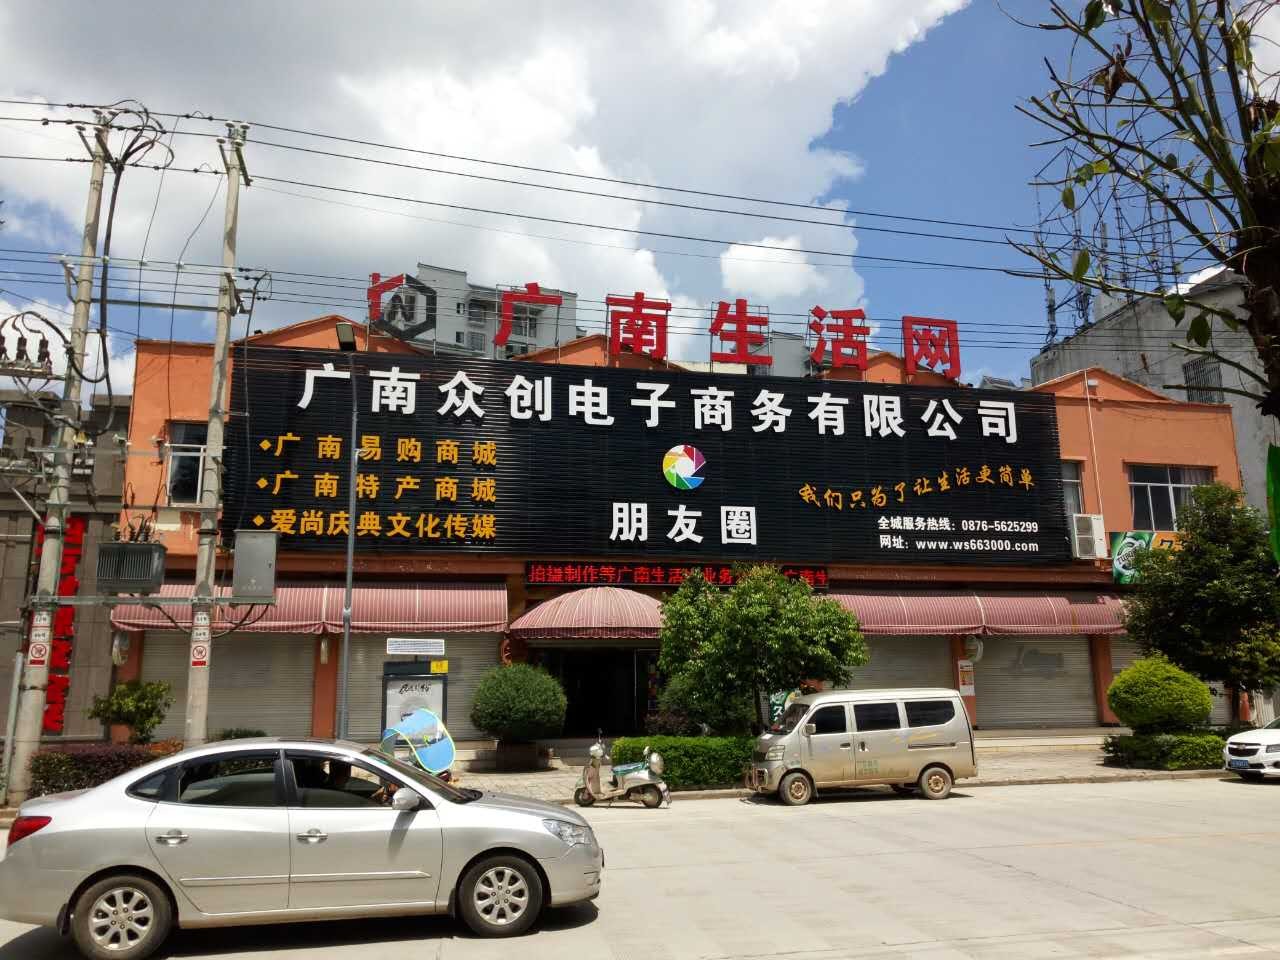 广南生活网
广南众创电子商务有限公司
◆广南易购商城
◆广南特产商城
◆爱尚庆典文化传媒
朋友圈
我们只为了让生活更简单
全城服务热线：0876-5625299
网址：www.ws663000.com